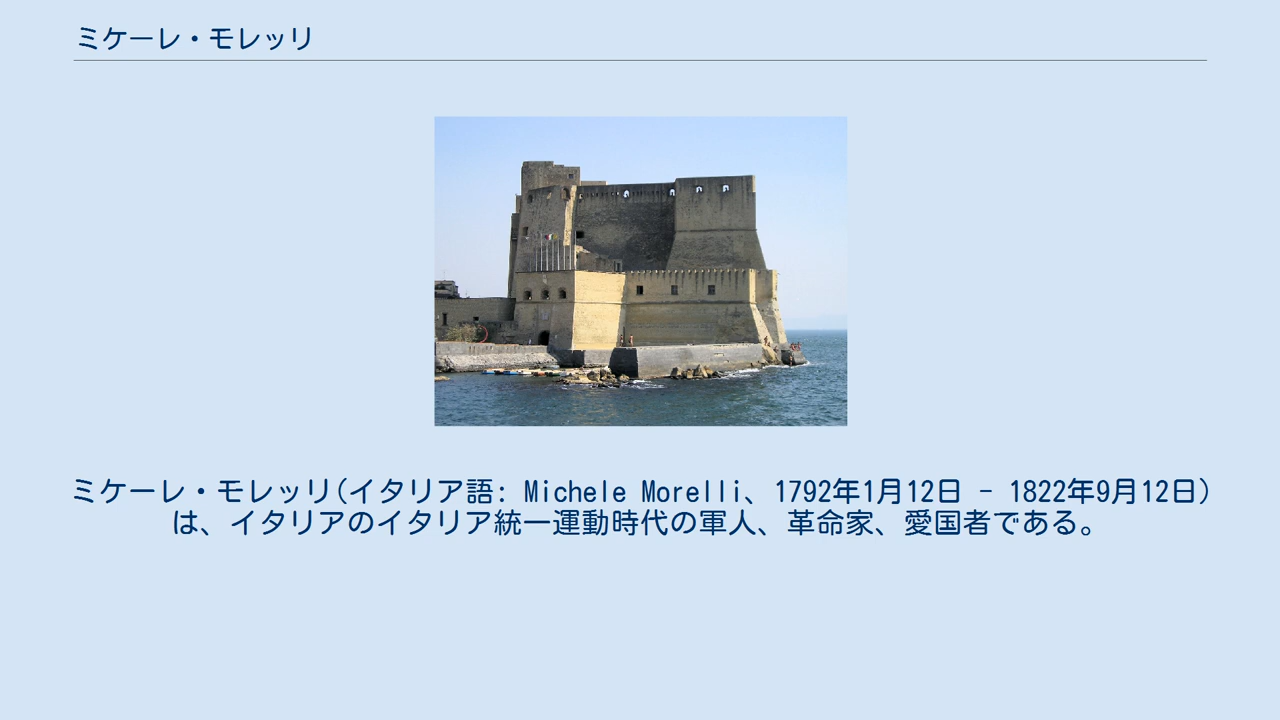 ミケーレ・モレッリ
ミケーレ・モレッリ(イタリア語: Michele Morelli、1792年1月12日 - 1822年9月12日)
は、イタリアのイタリア統一運動時代の軍人、革命家、愛国者である。